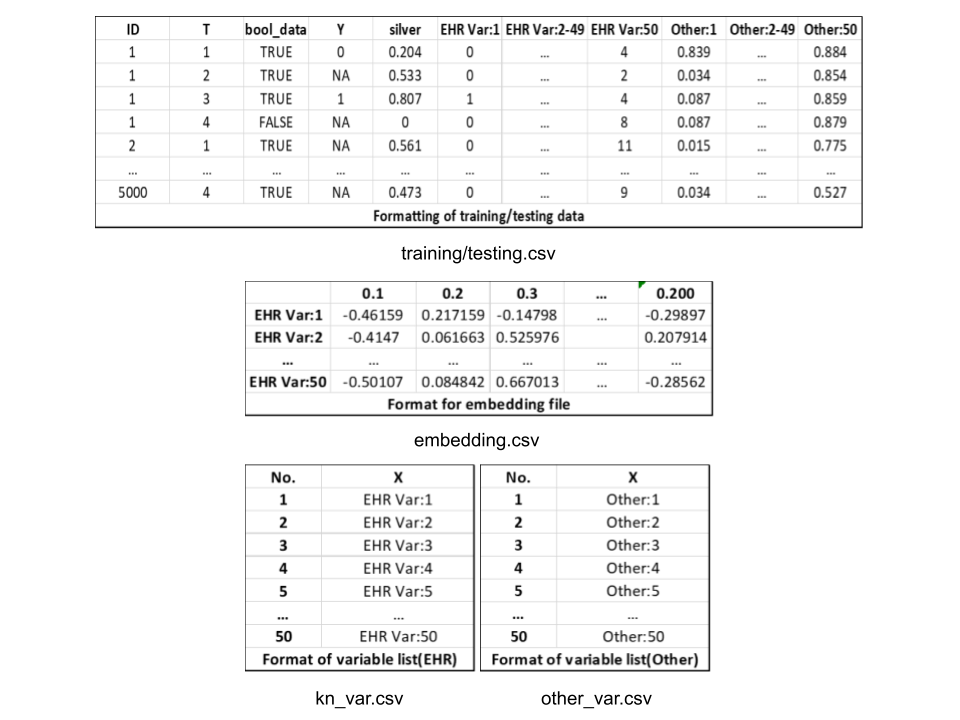 ID T bool_data Y silver EHR Var:1 EHR Var:2-49 EHR Var:50 Other:1 Other:2-49 Other:50
1 1 TRUE 0 0.204 0 ... 4 0.839 ... 0.884
1 2 TRUE NA 0.533 0 ... 2 0.034 ... 0.854
1 3 TRUE 1 0.807 1 ... 4 0.087 ... 0.859
1 4 FALSE NA 0 0 ... 8 0.087 ... 0.879
2 1 TRUE NA 0.561 0 ... 11 0.015 ... 0.775
... ... ... ... ... ... ... ... ... ... ...
5000 4 TRUE NA 0.473 0 ... 9 0.034 ... 0.527
Formatting of training/testing data
training/testing.csv
0.1 0.2 0.3 ... 0.200
EHR Var:1 -0.46159 0.217159 -0.14798 ... -0.29897
EHR Var:2 -0.4147 0.061663 0.525976 0.207914
... ... ... ... ... ...
EHR Var:50 -0.50107 0.084842 0.667013 ... -0.28562
Format for embedding file
embedding.csv
No. X No. X
1 EHR Var:1 1 Other:1
2 EHR Var:2 2 Other:2
3 EHR Var:3 3 Other:3
4 EHR Var:4 4 Other:4
5 EHR Var:5 5 Other:5
... ... ... ...
50 EHR Var:50 50 Other:50
Format of variable list(EHR) Format of variable list(Other)
kn_var.csv other_var.csv